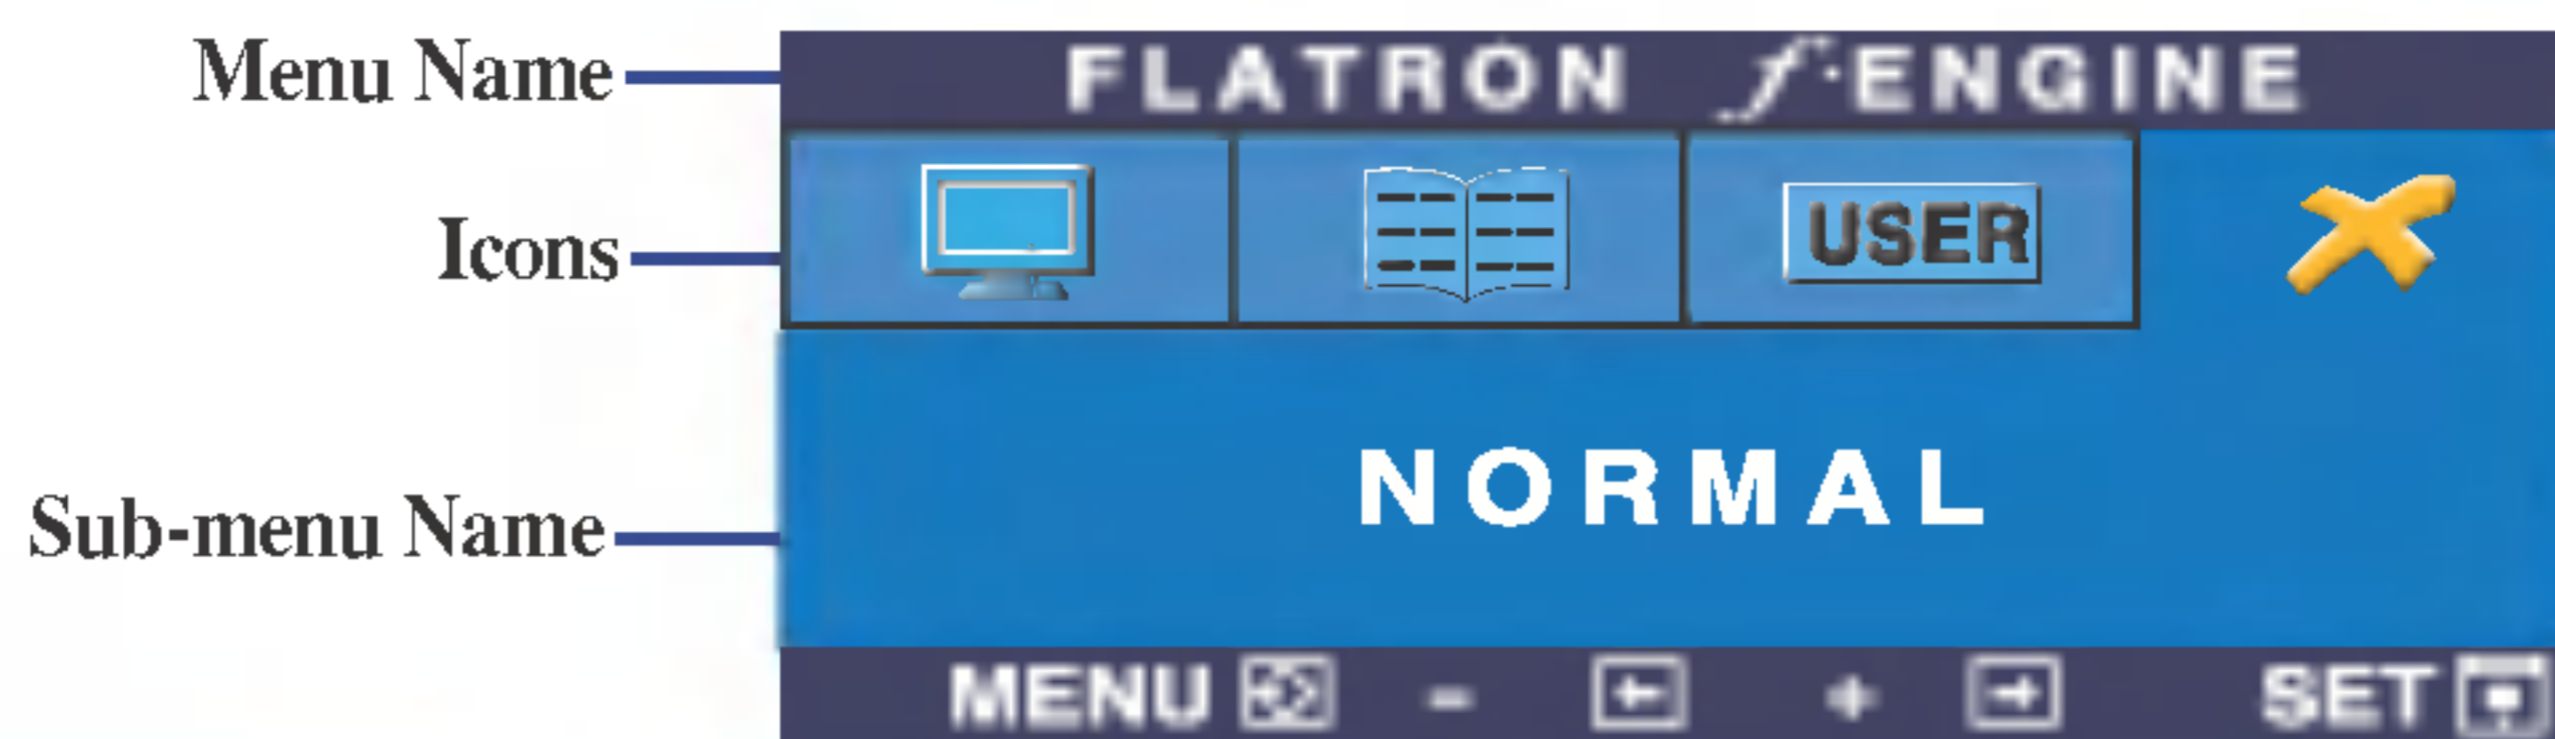 Menu Name
FLATRON f·ENGINE
Icons
USER
Sub-menu Name
NORMAL
MENU - + SET